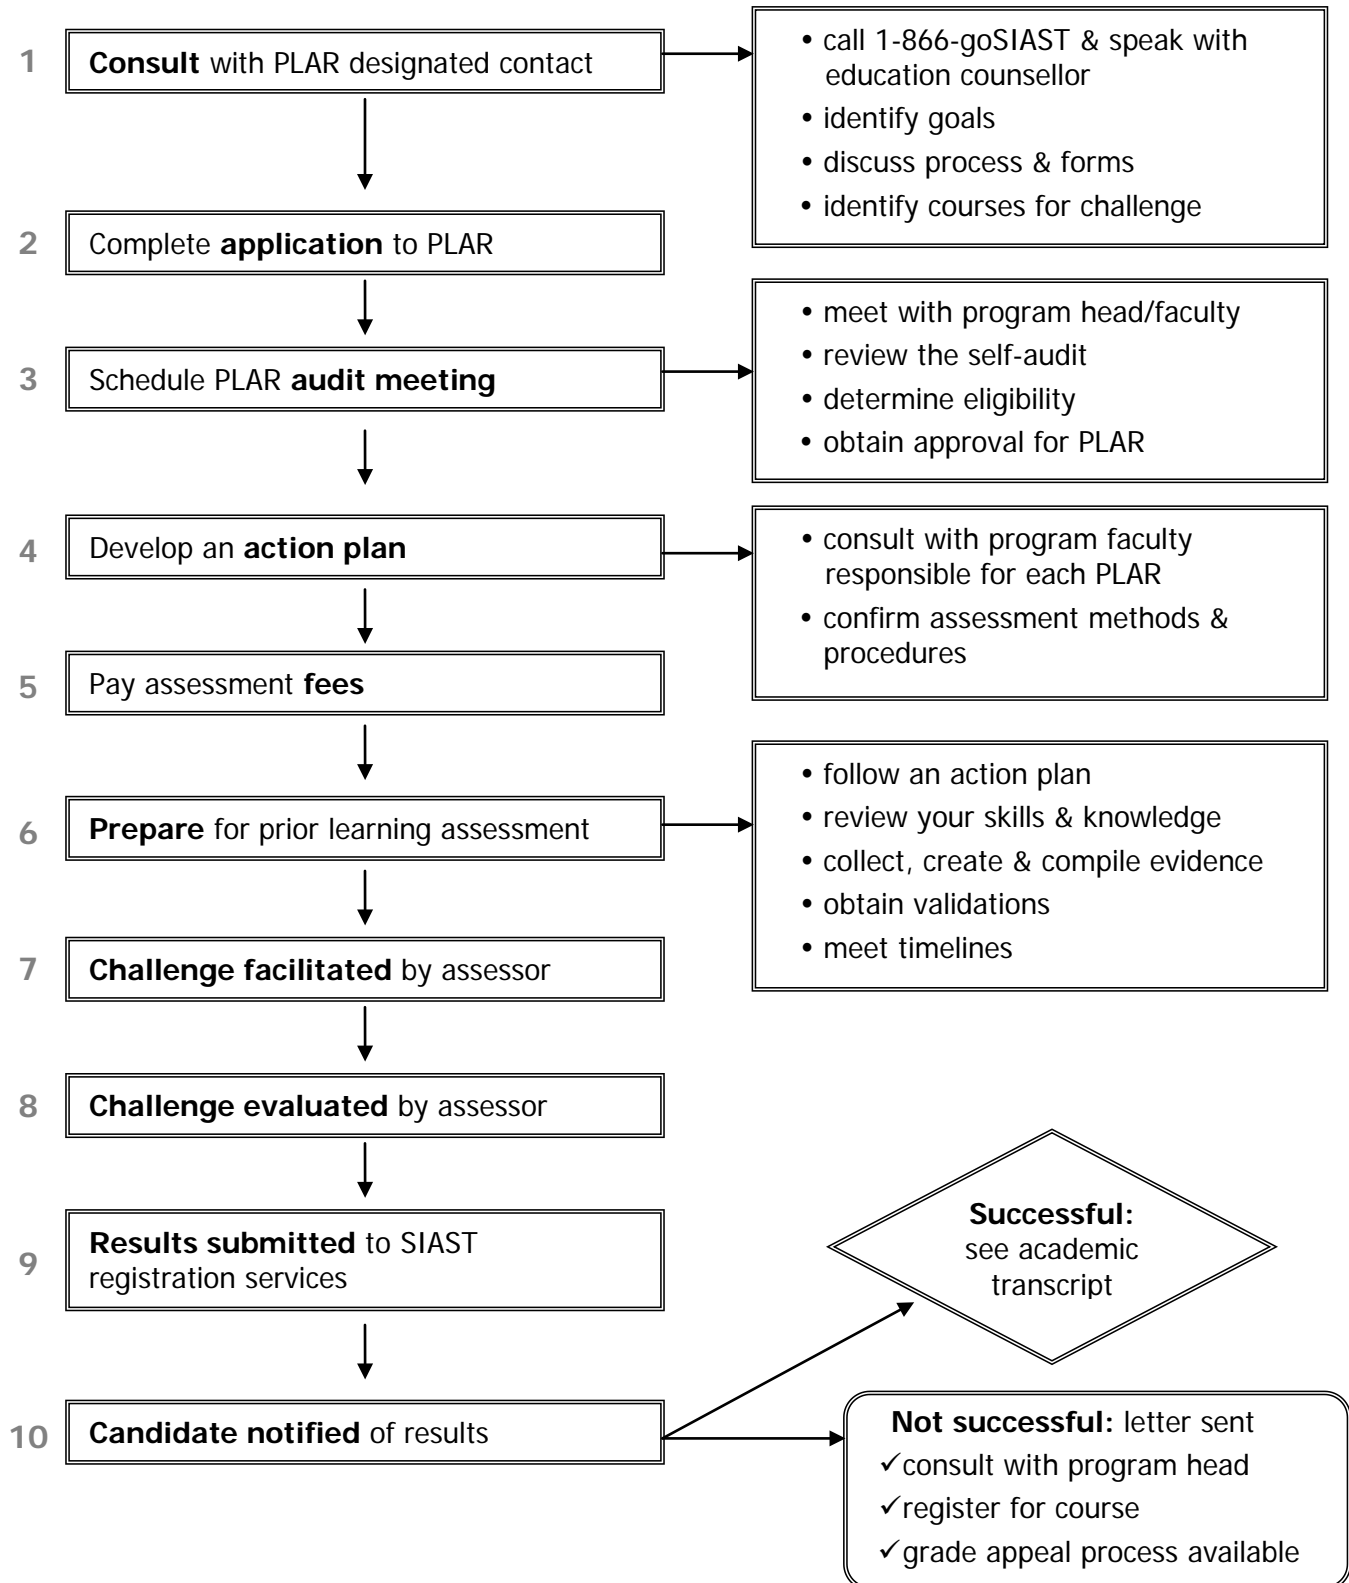 1
Consult with PLAR designated contact
• call 1-866-goSIAST & speak with
education counsellor
• identify goals
• discuss process & forms
• identify courses for challenge
2
Complete application to PLAR
3
Schedule PLAR audit meeting
• meet with program head/faculty
• review the self-audit
• determine eligibility
• obtain approval for PLAR
4
Develop an action plan
• consult with program faculty
responsible for each PLAR
• confirm assessment methods &
procedures
5
Pay assessment fees
6
Prepare for prior learning assessment
• follow an action plan
• review your skills & knowledge
• collect, create & compile evidence
• obtain validations
• meet timelines
7
Challenge facilitated by assessor
8
Challenge evaluated by assessor
9
Results submitted to SIAST
registration services
10
Candidate notified of results
Successful:
see academic
transcript
Not successful: letter sent
✓consult with program head
✓register for course
✓grade appeal process available